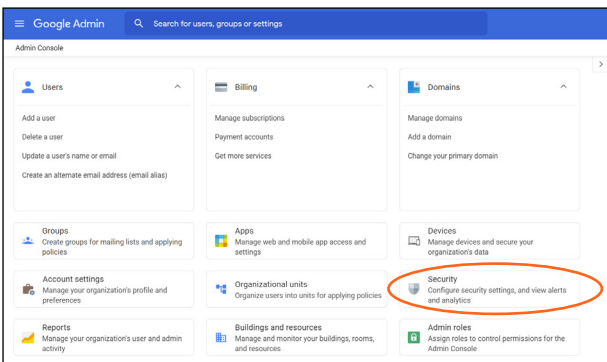 Google Admin
Search for users, groups or settings
Admin Console
Users
Add a user
Delete a user
Update a user's name or email
Create an alternate email address (email alias)
Billing
Manage subscriptions
Payment accounts
Get more services
Domains
Manage domains
Add a domain
Change your primary domain
Groups
Create groups for mailing lists and applying
policies
Apps
Manage web and mobile app access and
settings
Devices
Manage devices and secure your
organization's data
Account settings
Manage your organization's profile and
preferences
Organizational units
Organize users into units for applying policies
Security
Configure security settings, and view alerts
and analytics
Reports
Manage your organization's user and admin
activity
Buildings and resources
Manage and monitor your buildings, rooms,
and resources
Admin roles
Assign roles to control permissions for the
Admin Console